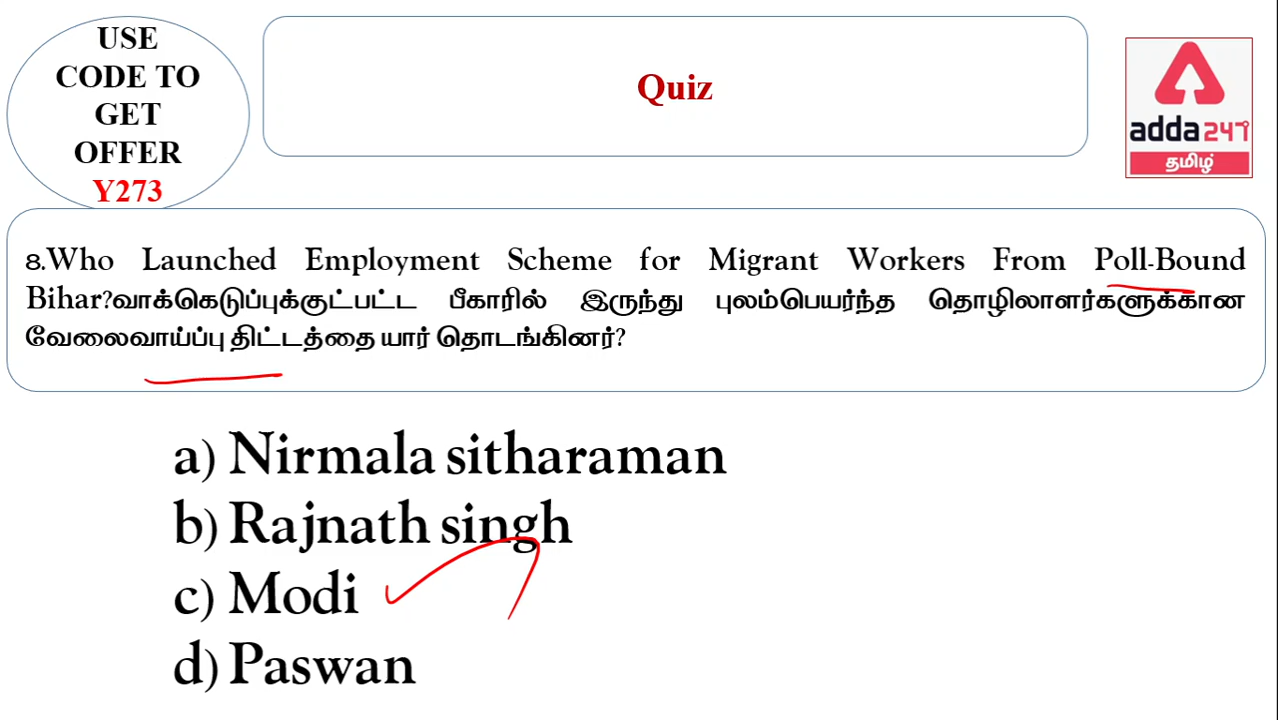 USE
CODE TO
GET
OFFER
Y273
Quiz
adda247
தமிழ்
8.Who Launched Employment Scheme for Migrant Workers From Poll-Bound
Bihar?வாக்கெடுப்புக்குட்பட்ட பீகாரில் இருந்து புலம்பெயர்ந்த தொழிலாளர்களுக்கான
வேலைவாய்ப்பு திட்டத்தை யார் தொடங்கினர்?
a) Nirmala sitharaman
b) Rajnath singh
c) Modi
d) Paswan